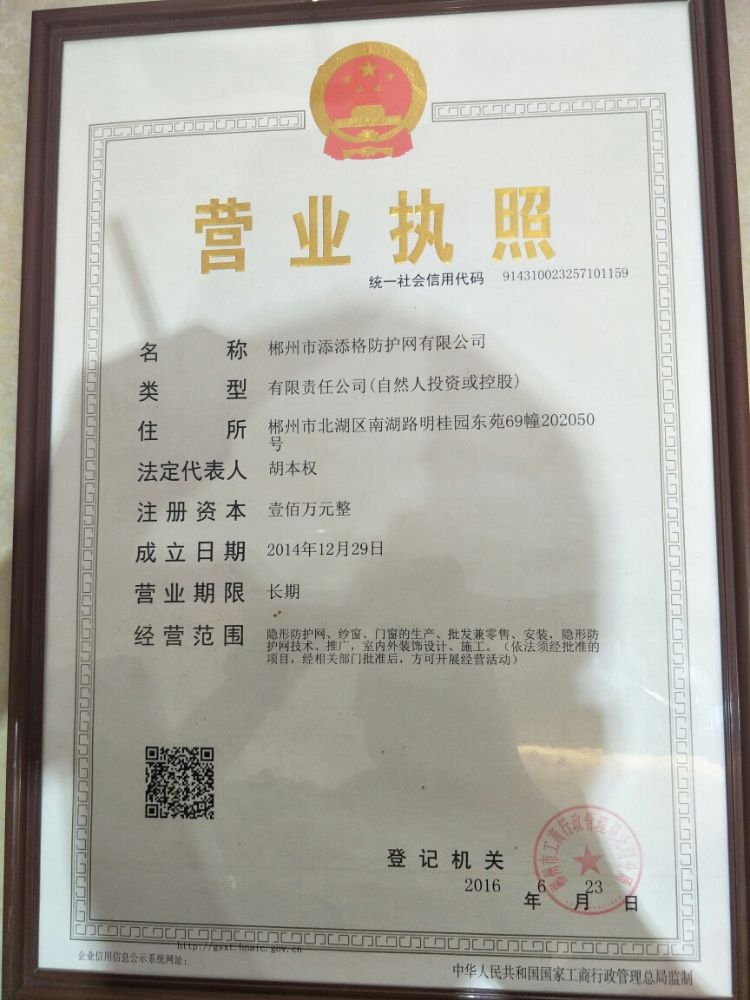 营业执照
统一社会信用代码 914310023257101159
名称 郴州市添添格防护网有限公司
类型 有限责任公司(自然人投资或控股)
住所 郴州市北湖区南湖路明桂园东苑69幢202050
号
法定代表人 胡本权
注册资本 壹佰万元整
成立日期 2014年12月29日
营业期限 长期
经营范围 隐形防护网、纱窗、门窗的生产、批发兼零售、安装,隐形防
护网技术、推广,室内外装饰设计、施工。(依法须经批准的
项目,经相关部门批准后,方可开展经营活动)
登记机关
2016年6月23日
http://gsxt.hnaic.gov.cn
企业信用信息公示系统网址:
中华人民共和国国家工商行政管理总局监制